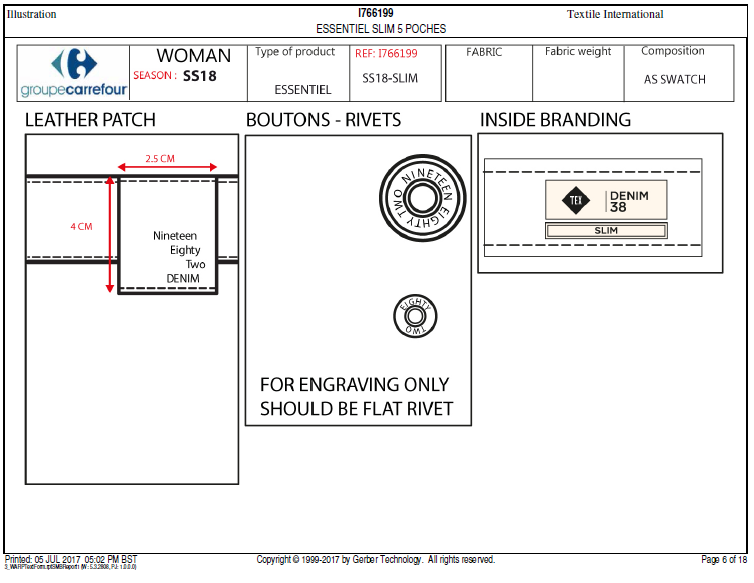 Illustration
I766199
Textile International
ESSENTIEL SLIM 5 POCHES
groupecarrefour
WOMAN
SEASON : SS18
Type of product
ESSENTIEL
REF: I766199
SS18-SLIM
FABRIC
Fabric weight
Composition
AS SWATCH
LEATHER PATCH
2.5 CM
4 CM
Nineteen
Eighty
Two
DENIM
BOUTONS - RIVETS
NINETEEN EIGHTY TWO
EIGHTY TWO
FOR ENGRAVING ONLY
SHOULD BE FLAT RIVET
INSIDE BRANDING
TEX
DENIM
38
SLIM
Printed: 05 JUL 2017 05:02 PM BST
Copyright © 1999-2017 by Gerber Technology. All rights reserved.
Page 6 of 18